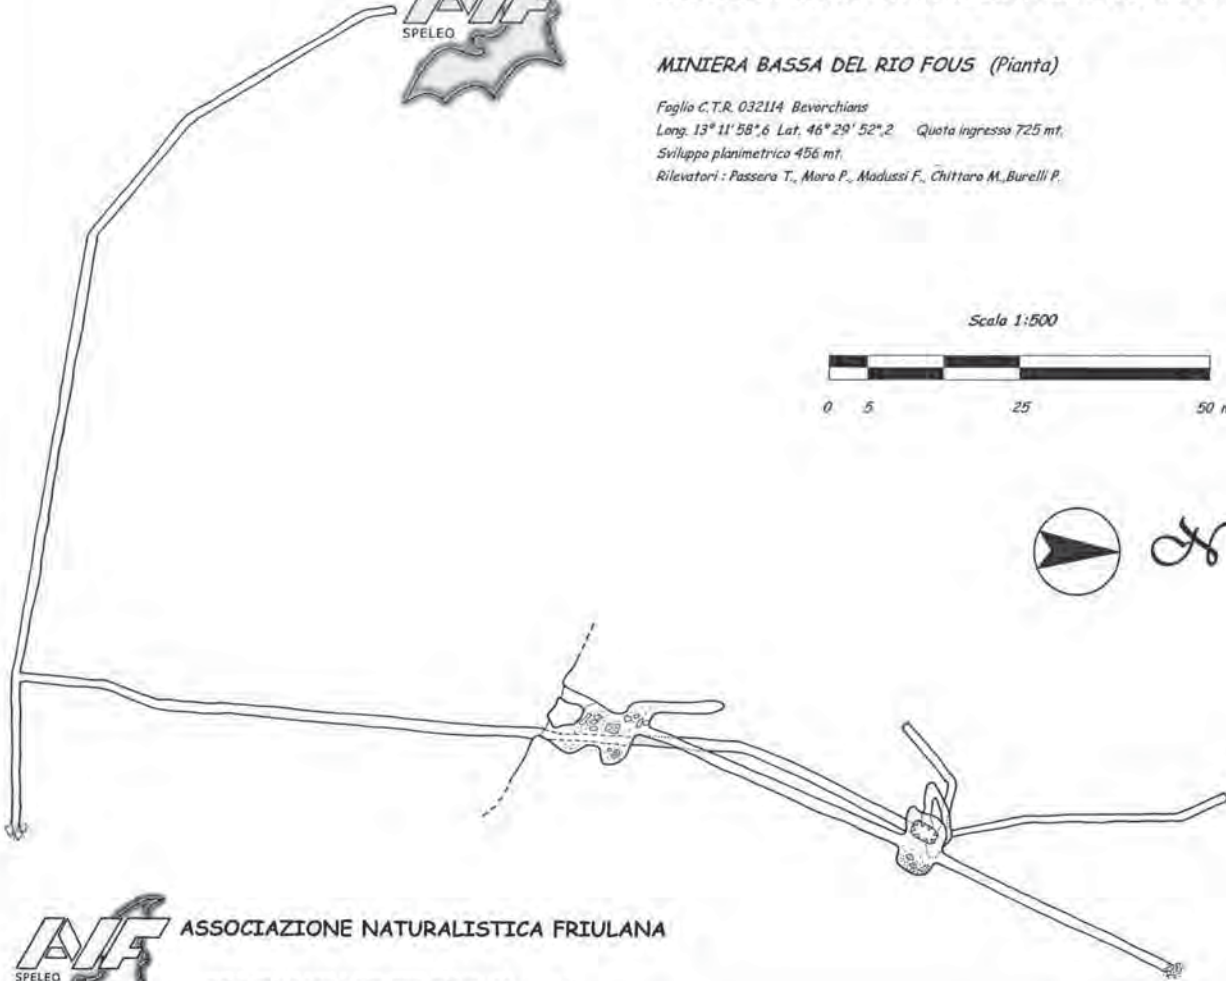 SPELEO
MINIERA BASSA DEL RIO FOUS (Pianta)
Foglio C.T.R. 032114 Bevorchians
Long. 13° 11' 58",6 Lat. 46° 29' 52",2 Quota ingresso 725 mt.
Sviluppo planimetrico 456 mt.
Rilevatori : Passera T., Moro P., Madussi F., Chittaro M.,Burelli P.
Scala 1:500
0 5 25 50
N
ANF ASSOCIAZIONE NATURALISTICA FRIULANA
SPELEO